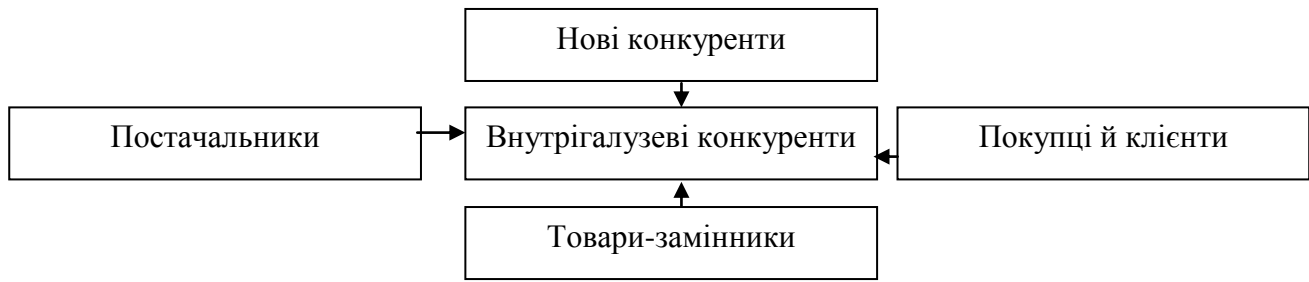 Нові конкуренти
Постачальники
Внутрігалузеві конкуренти
Покупці й клієнти
Товари-замінники